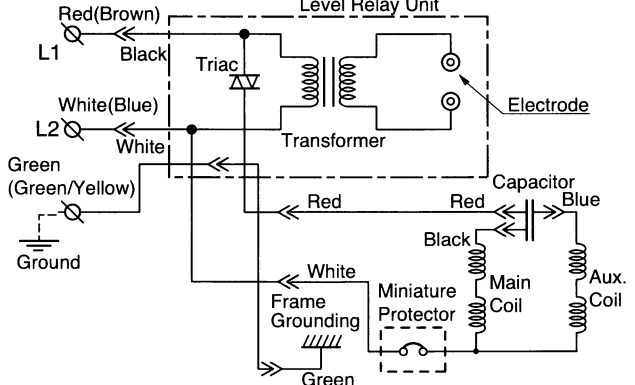 Level Relay Unit
Red(Brown)
L1
Black
Triac
White(Blue)
L2
White
Transformer
Electrode
Green
(Green/Yellow)
Ground
Red
Red
Capacitor
Blue
Black
White
Main
Coil
Aux.
Coil
Miniature
Protector
Frame
Grounding
Green